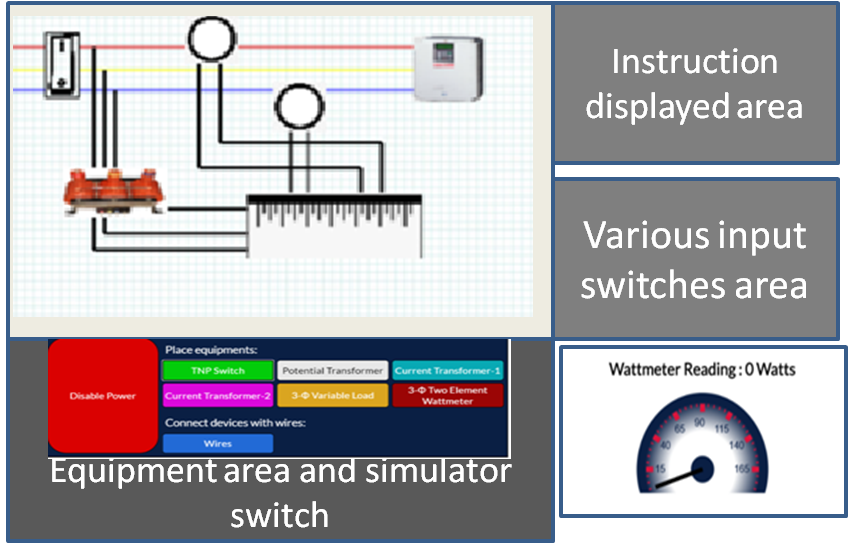 Instruction
displayed area
Various input
switches area
Place equipments:
TNP Switch
Potential Transformer
Current Transformer-1
Disable Power
Current Transformer-2
3-Φ Variable Load
3-Φ Two Element
Wattmeter
Connect devices with wires:
Wires
Equipment area and simulator
switch
Wattmeter Reading : 0 Watts
15
40
65
90
115
140
165